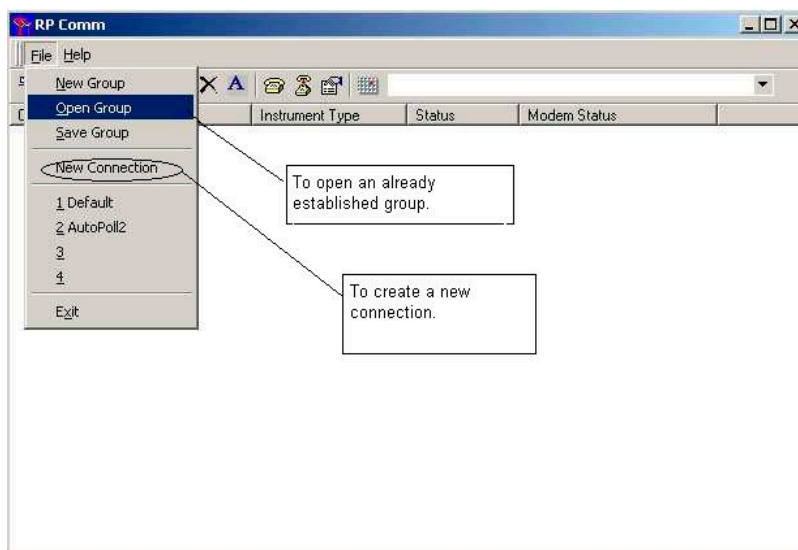 RP Comm
File Help
New Group
Open Group
Save Group
New Connection
1 Default
2 AutoPoll2
3
4
Exit
A
Instrument Type Status Modem Status
To open an already
established group.
To create a new
connection.